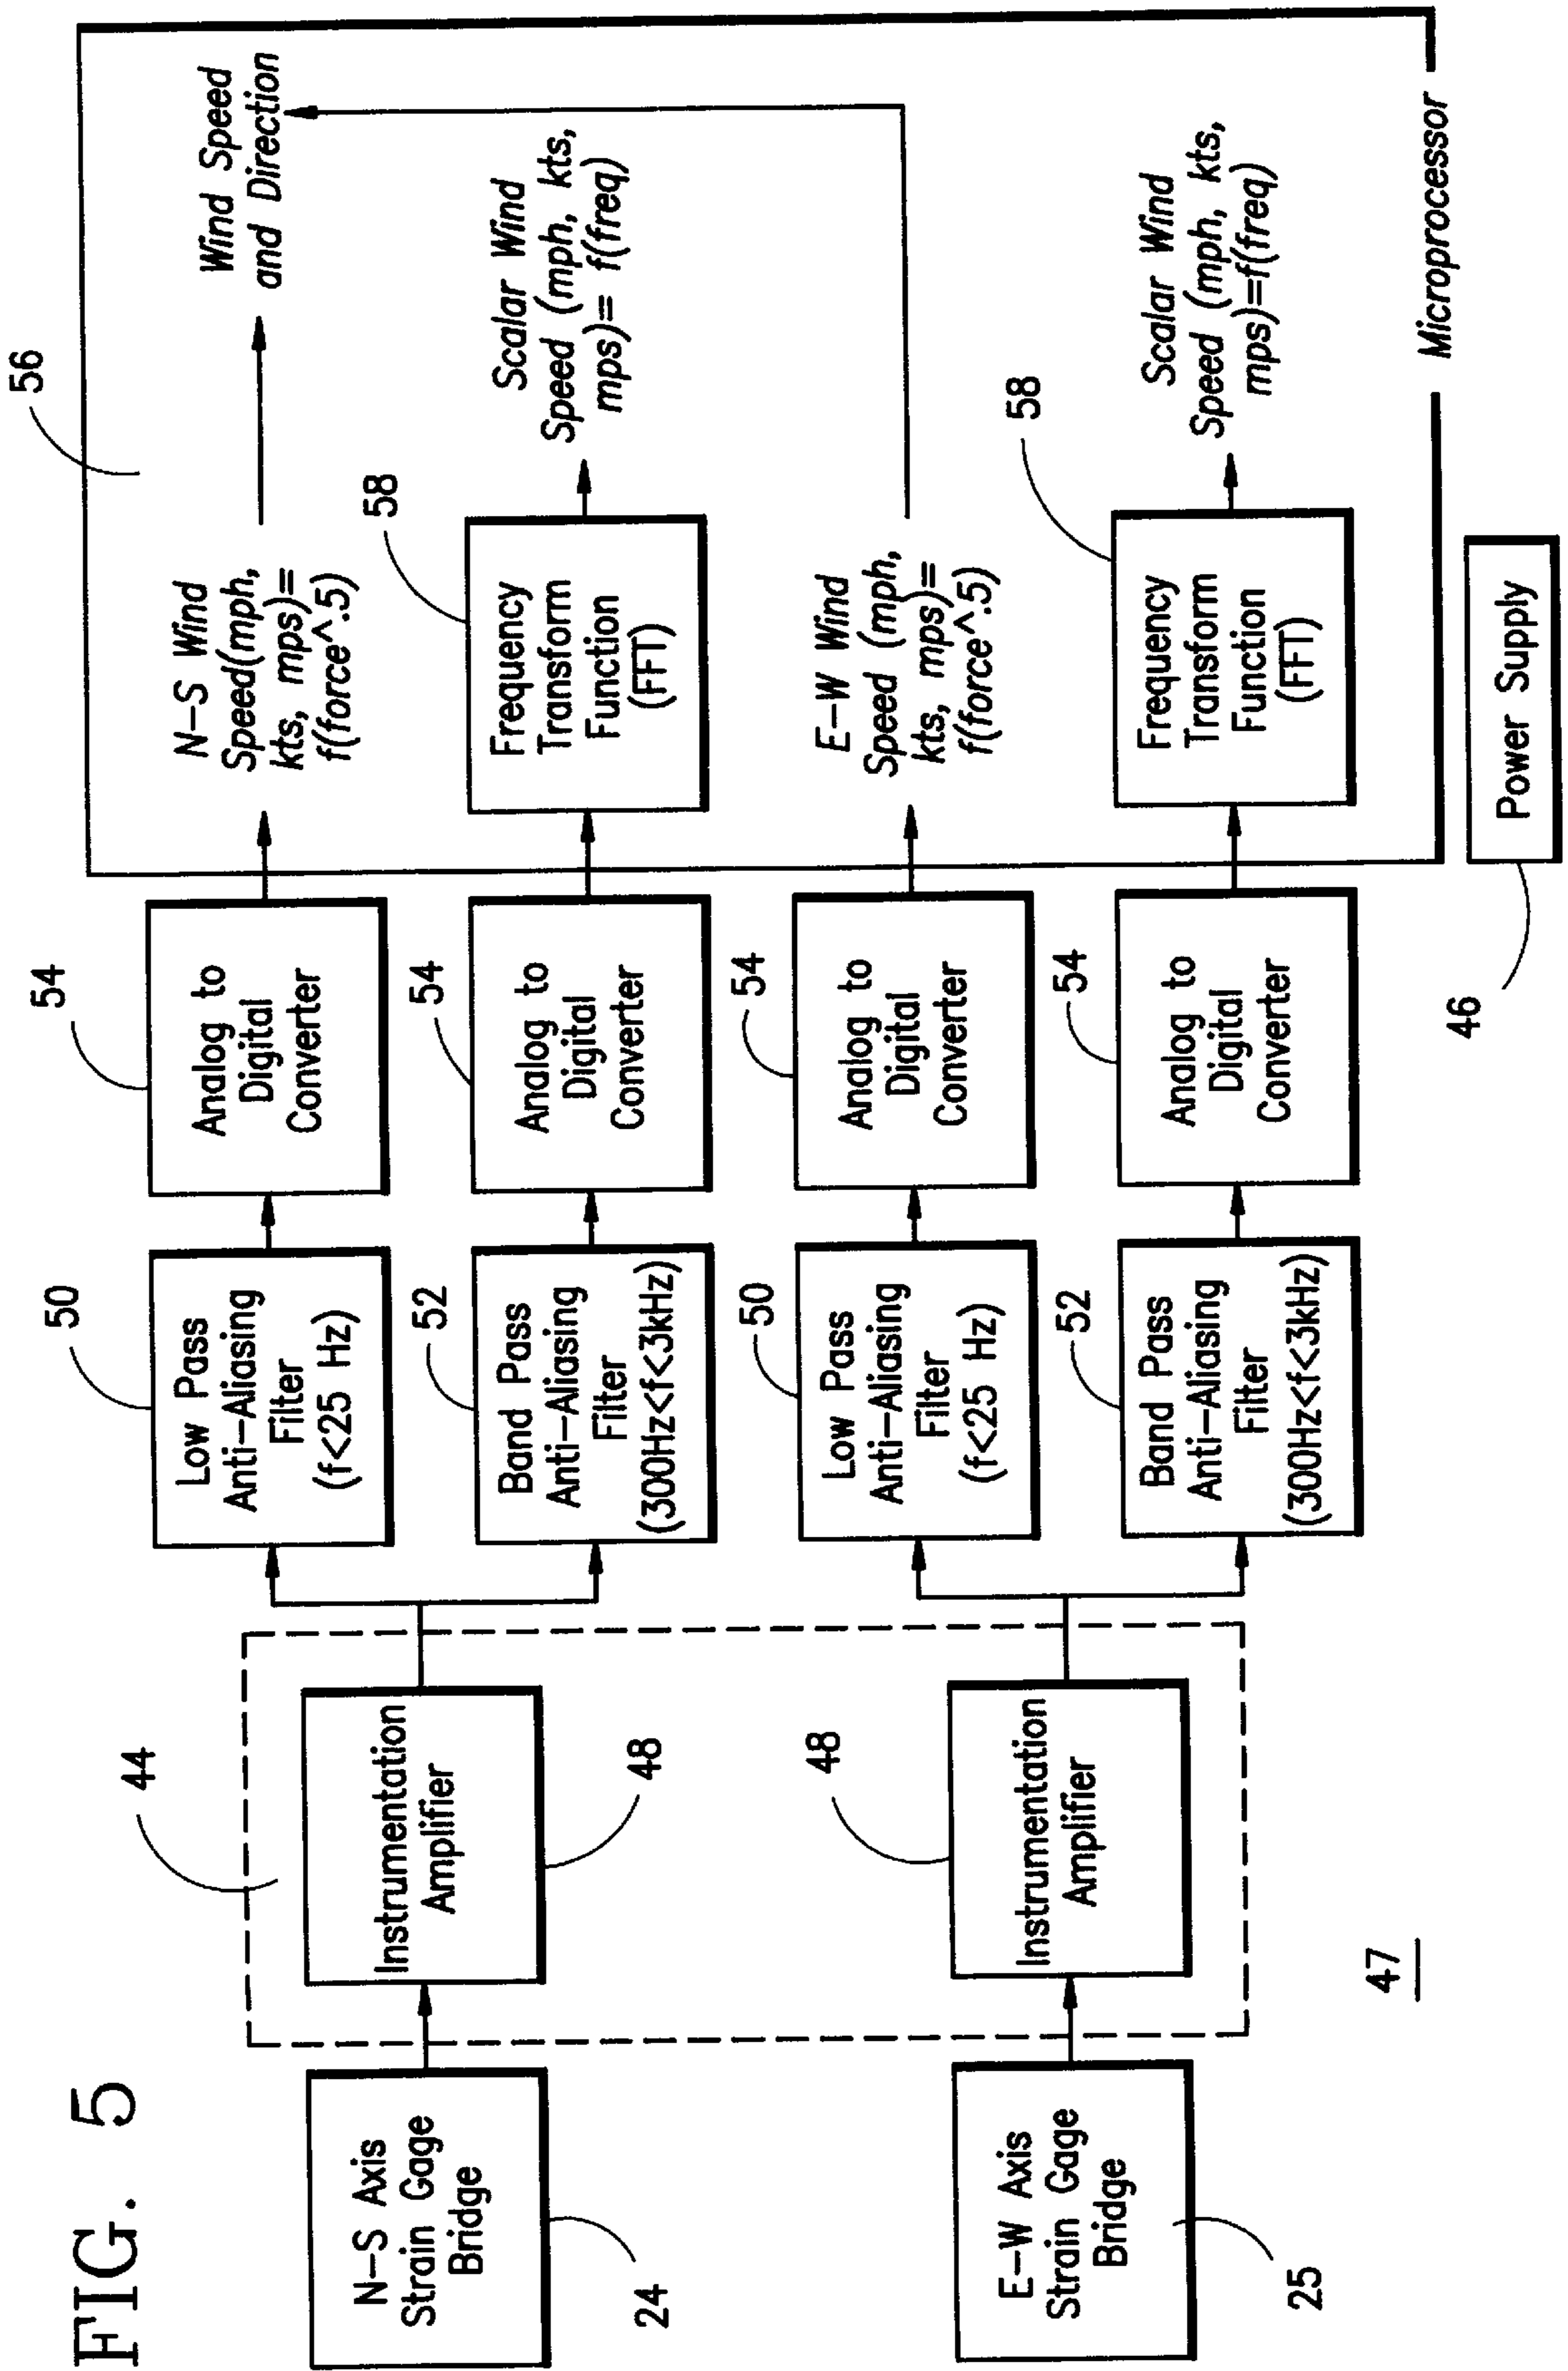 FIG. 5
N-S Axis
Strain Gage
Bridge
24
E-W Axis
Strain Gage
Bridge
25
44
Instrumentation
Amplifier
48
48
Instrumentation
Amplifier
47
50
Low Pass
Anti-Aliasing
Filter
(f<25 Hz)
52
Band Pass
Anti-Aliasing
Filter
(300Hz<f<3kHz)
50
Low Pass
Anti-Aliasing
Filter
(f<25 Hz)
52
Band Pass
Anti-Aliasing
Filter
(300Hz<f<3kHz)
54
Analog to
Digital
Converter
54
Analog to
Digital
Converter
54
Analog to
Digital
Converter
54
Analog to
Digital
Converter
46
Power Supply
56
N-S Wind
Speed(mph,
kts, mps)=
f(force^.5)
Wind Speed
and Direction
58
Frequency
Transform
Function
(FFT)
Scalar Wind
Speed (mph, kts,
mps)= f(freq)
E-W Wind
Speed (mph,
kts, mps)=
f(force^.5)
58
Frequency
Transform
Function
(FFT)
Scalar Wind
Speed (mph, kts,
mps)=f(freq)
Microprocessor